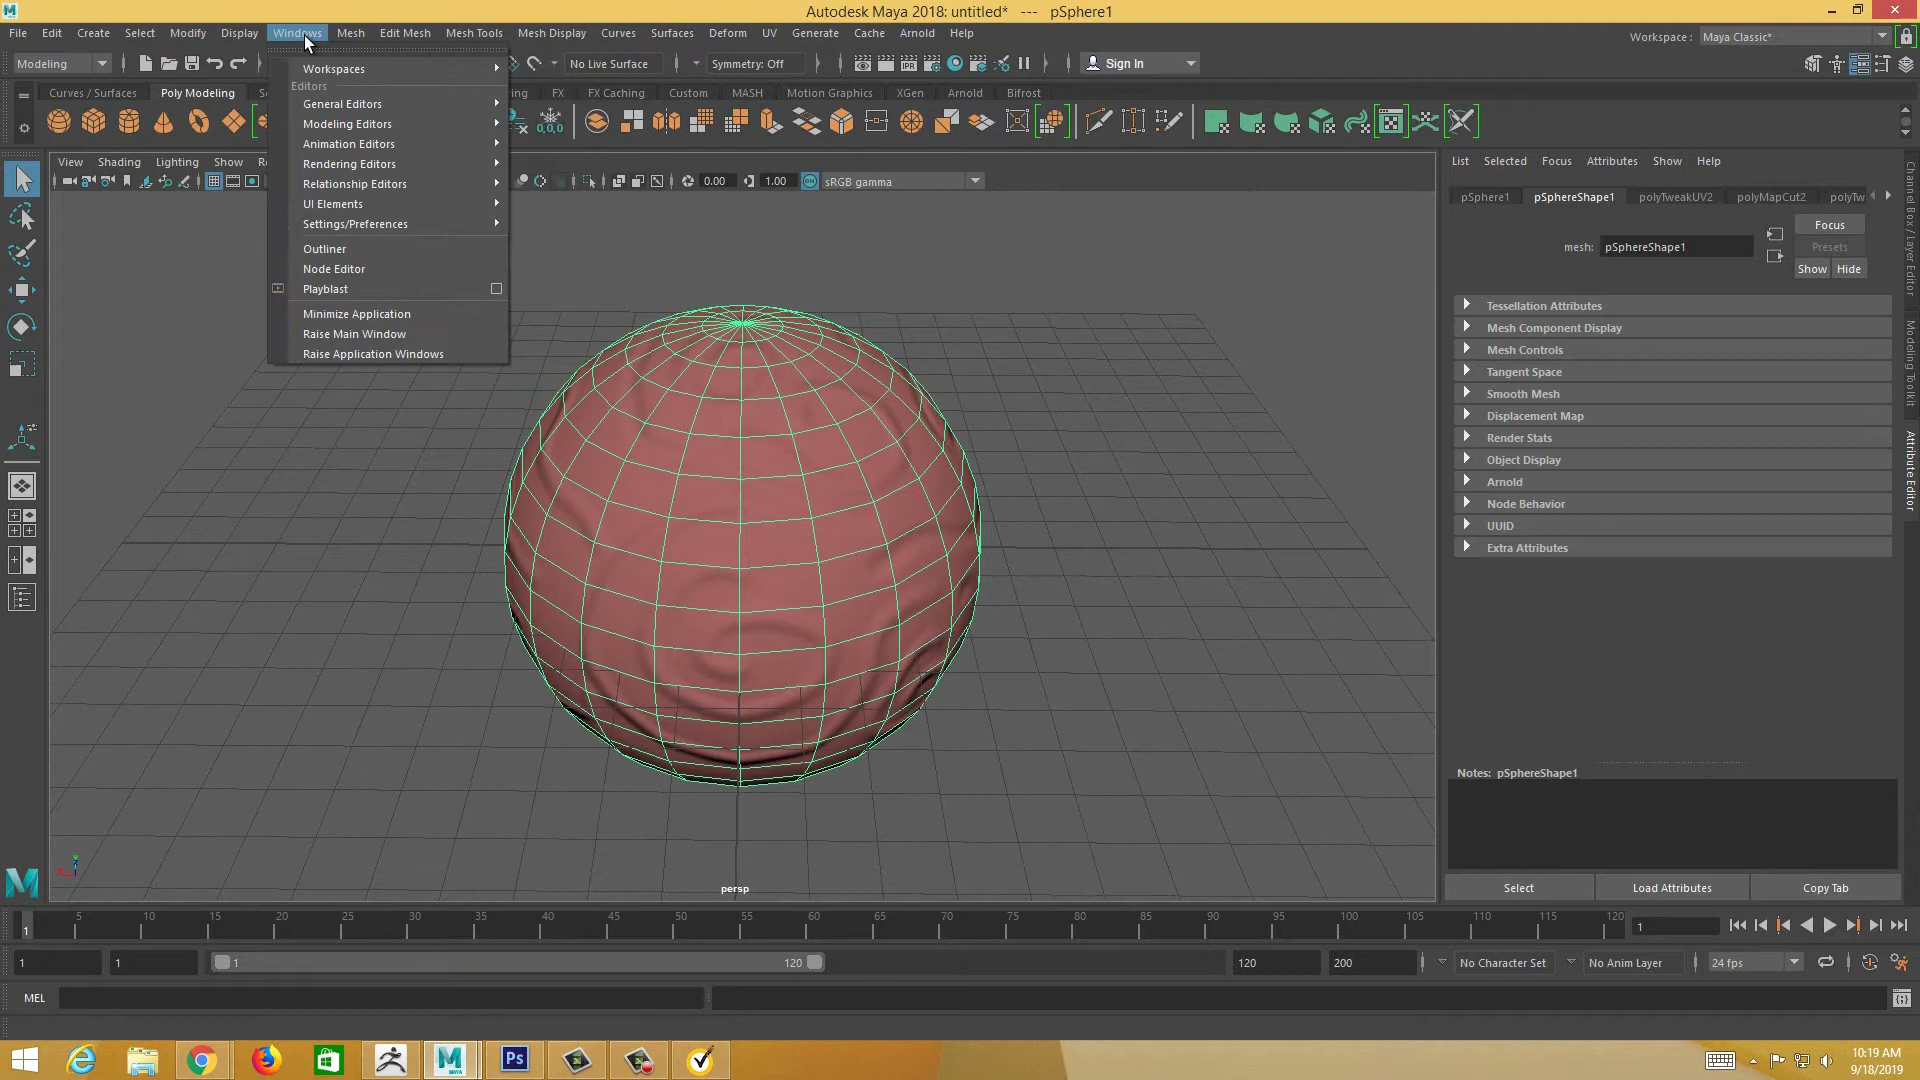 Autodesk Maya 2018: untitled* --- pSphere1
File Edit Create Select Modify Display Windows Mesh Edit Mesh Mesh Tools Mesh Display Curves Surfaces Deform UV Generate Cache Arnold Help
Workspace : Maya Classic*
Modeling No Live Surface Symmetry: Off Sign In
Curves / Surfaces Poly Modeling FX FX Caching Custom MASH Motion Graphics XGen Arnold Bifrost
0,0,0
View Shading Lighting Show
0.00 1.00 sRGB gamma
Workspaces
Editors
General Editors
Modeling Editors
Animation Editors
Rendering Editors
Relationship Editors
UI Elements
Settings/Preferences
Outliner
Node Editor
Playblast
Minimize Application
Raise Main Window
Raise Application Windows
persp
List Selected Focus Attributes Show Help
pSphere1 pSphereShape1 polyTweakUV2 polyMapCut2 polyTw
mesh: pSphereShape1
Focus
Presets
Show Hide
Tessellation Attributes
Mesh Component Display
Mesh Controls
Tangent Space
Smooth Mesh
Displacement Map
Render Stats
Object Display
Arnold
Node Behavior
UUID
Extra Attributes
Notes: pSphereShape1
Select Load Attributes Copy Tab
Channel Box / Layer Editor
Modeling Toolkit
Attribute Editor
5 10 15 20 25 30 35 40 45 50 55 60 65 70 75 80 85 90 95 100 105 110 115 120
1 1
1 1 1 120 120 200 No Character Set No Anim Layer 24 fps
MEL
Ps
MAYA
10:19 AM
9/18/2019